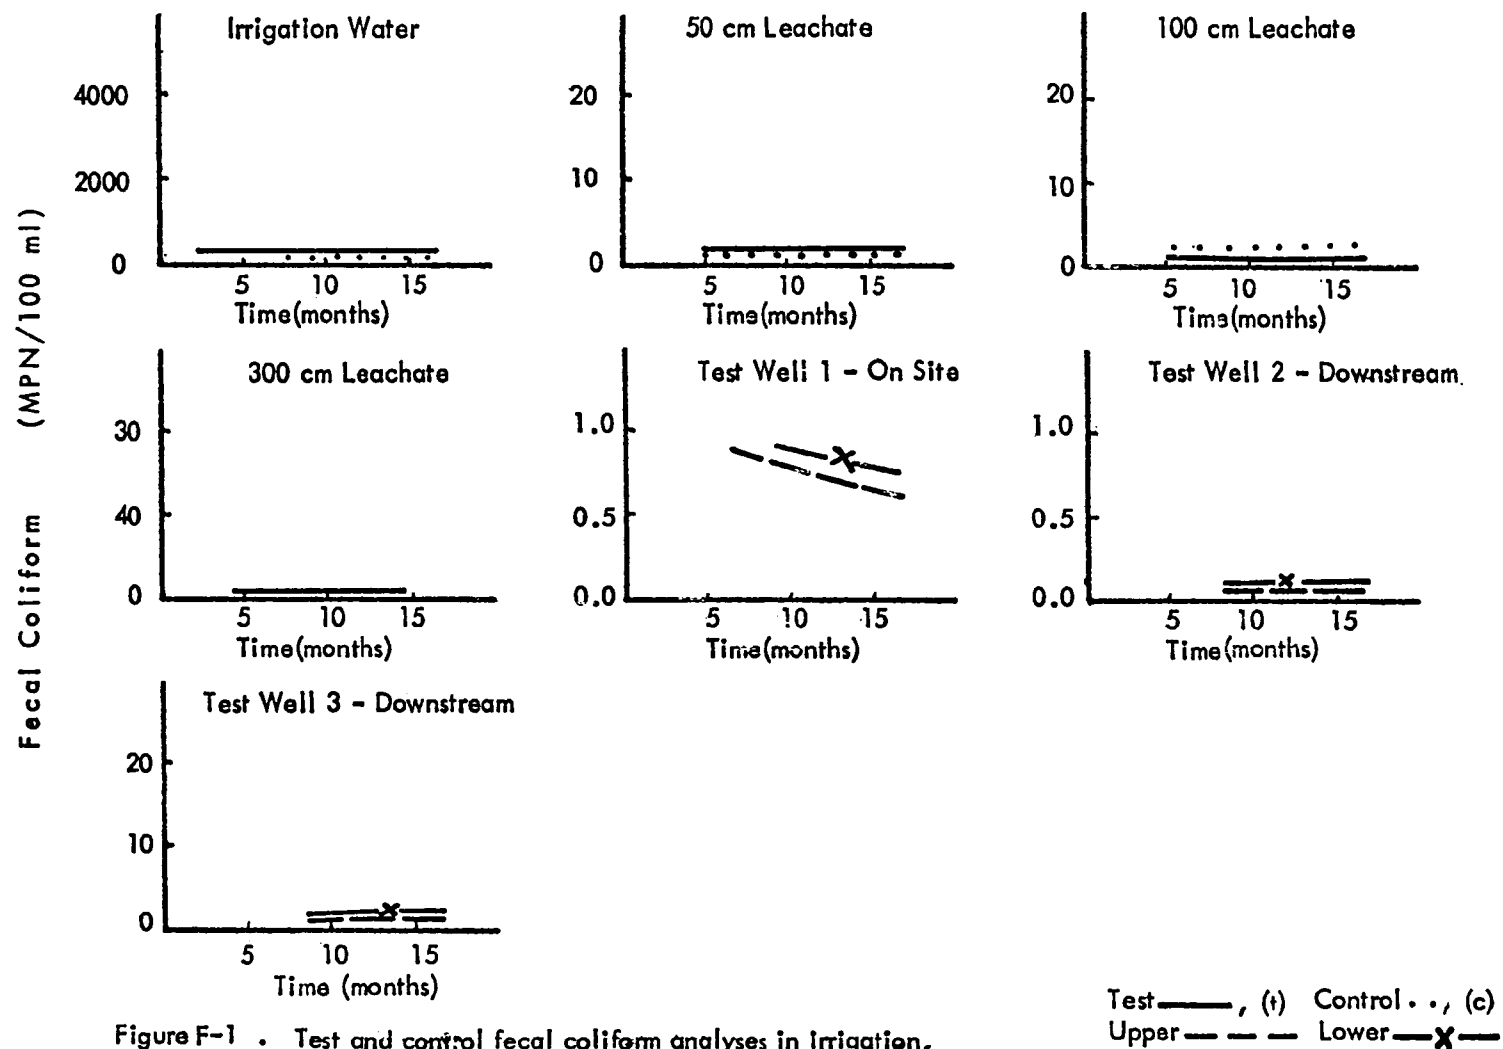 Fecal Coliform (MPN/100 ml)
Irrigation Water
4000
2000
0
5 10 15
Time(months)
50 cm Leachate
20
10
0
5 10 15
Time(months)
100 cm Leachate
20
10
0
5 10 15
Time(months)
300 cm Leachate
30
40
0
5 10 15
Time(months)
Test Well 1 - On Site
1.0
0.5
0.0
5 10 15
Time(months)
Test Well 2 - Downstream
1.0
0.5
0.0
5 10 15
Time(months)
Test Well 3 - Downstream
20
10
0
5 10 15
Time (months)
Test , (t) Control . ., (c)
Upper Lower X
Figure F-1 . Test and control fecal coliform analyses in irrigation.